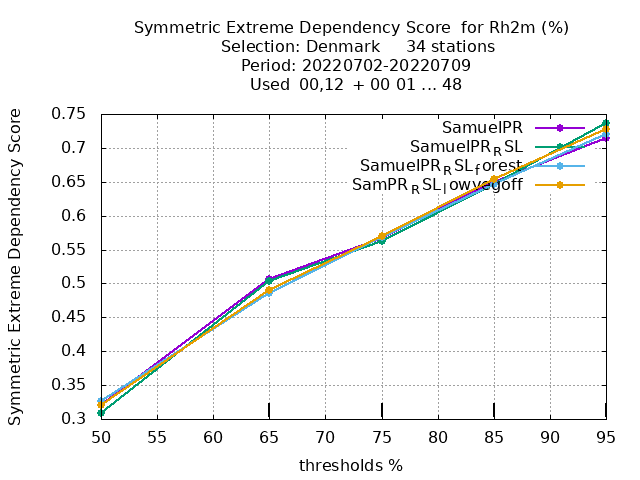 Symmetric Extreme Dependency Score for Rh2m (%)
Selection: Denmark 34 stations
Period: 20220702-20220709
Used 00,12 + 00 01 ... 48
Symmetric Extreme Dependency Score
0.75
0.7
0.65
0.6
0.55
0.5
0.45
0.4
0.35
0.3
SamuelPR
SamuelPR_RSL
SamuelPR_RSL_forest
SamPR_RSL_lowvegoff
50 55 60 65 70 75 80 85 90 95
thresholds %